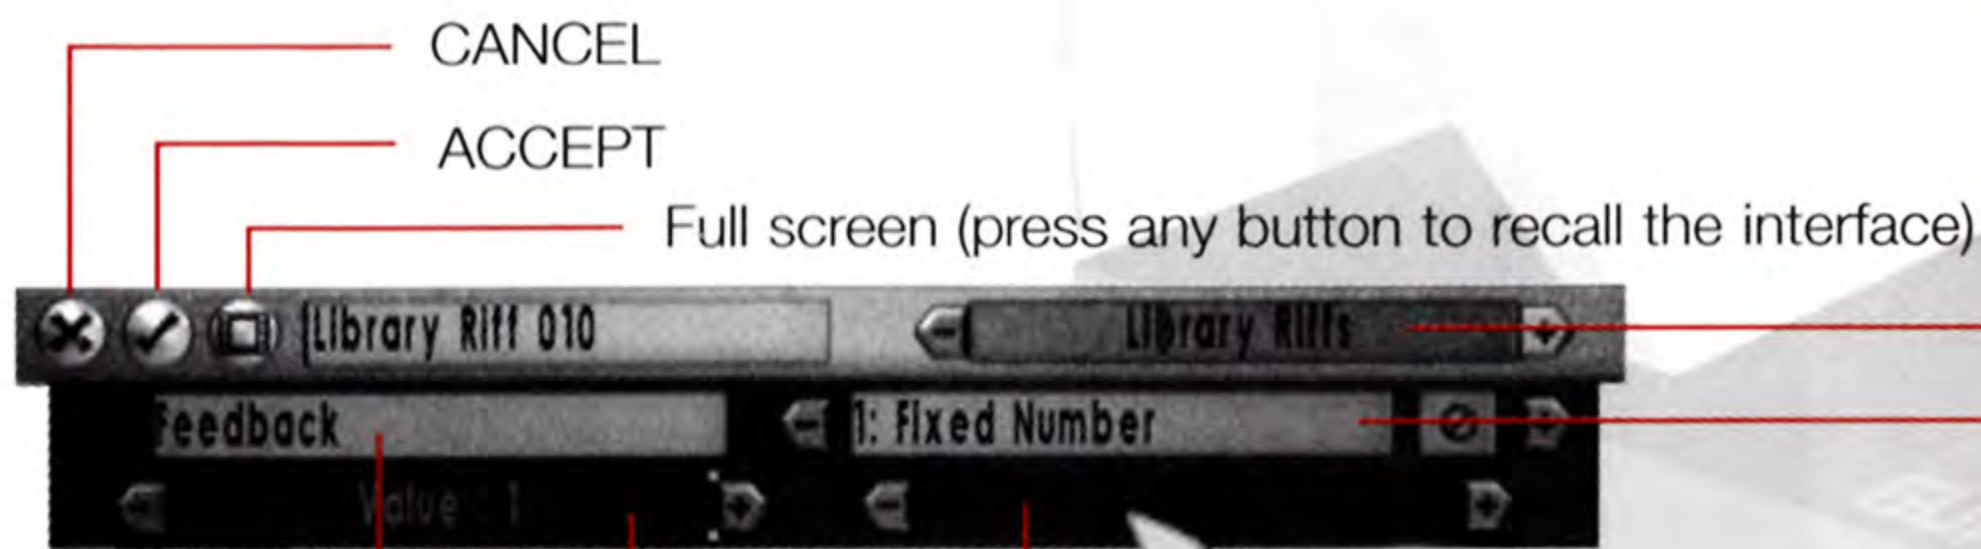 CANCEL
ACCEPT
Full screen (press any button to recall the interface)
Library Riff 010
Library Riffs
Feedback
1: Fixed Number
Value : 1